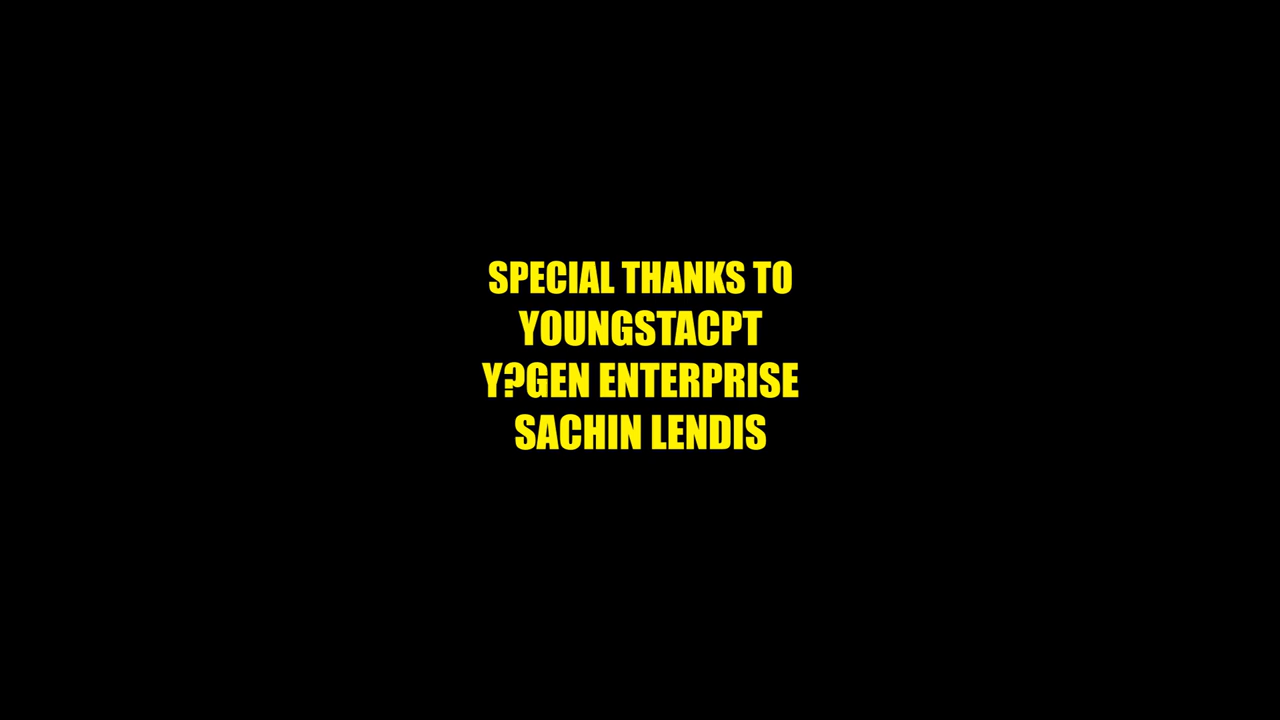 SPECIAL THANKS TO
YOUNGSTACPT
Y?GEN ENTERPRISE
SACHIN LENDIS